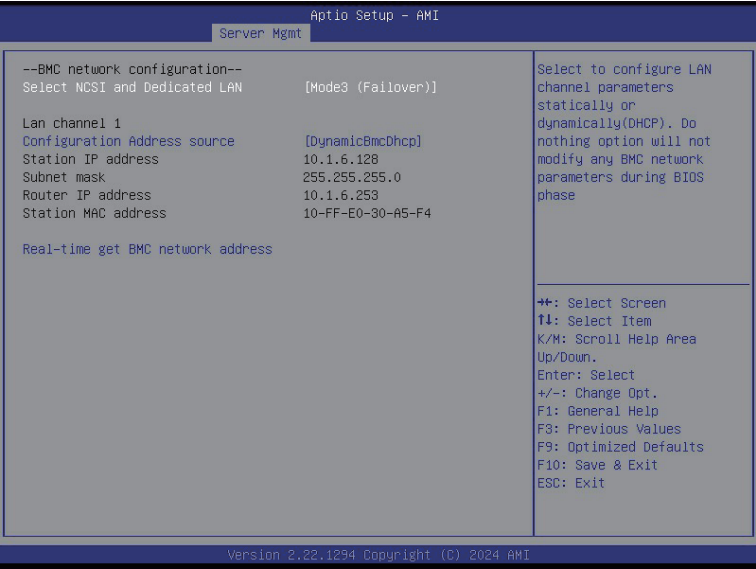 Aptio Setup – AMI
Server Mgmt
--BMC network configuration--
Select NCSI and Dedicated LAN [Mode3 (Failover)]
Lan channel 1
Configuration Address source [DynamicBmcDhcp]
Station IP address 10.1.6.128
Subnet mask 255.255.255.0
Router IP address 10.1.6.253
Station MAC address 10-FF-E0-30-A5-F4
Real-time get BMC network address
Select to configure LAN
channel parameters
statically or
dynamically(DHCP). Do
nothing option will not
modify any BMC network
parameters during BIOS
phase
→←: Select Screen
↑↓: Select Item
K/M: Scroll Help Area
Up/Down.
Enter: Select
+/-: Change Opt.
F1: General Help
F3: Previous Values
F9: Optimized Defaults
F10: Save & Exit
ESC: Exit
Version 2.22.1294 Copyright (C) 2024 AMI